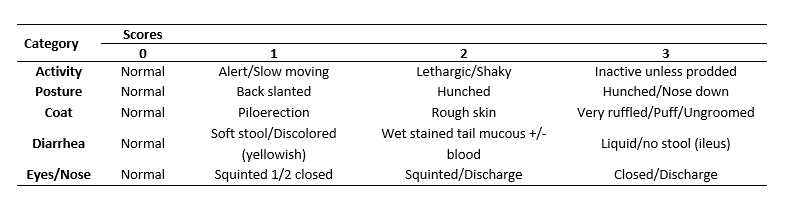 Category Scores
0 1 2 3
Activity Normal Alert/Slow moving Lethargic/Shaky Inactive unless prodded
Posture Normal Back slanted Hunched Hunched/Nose down
Coat Normal Piloerection Rough skin Very ruffled/Puff/Ungroomed
Diarrhea Normal Soft stool/Discolored (yellowish) Wet stained tail mucous +/- blood Liquid/no stool (ileus)
Eyes/Nose Normal Squinted 1/2 closed Squinted/Discharge Closed/Discharge